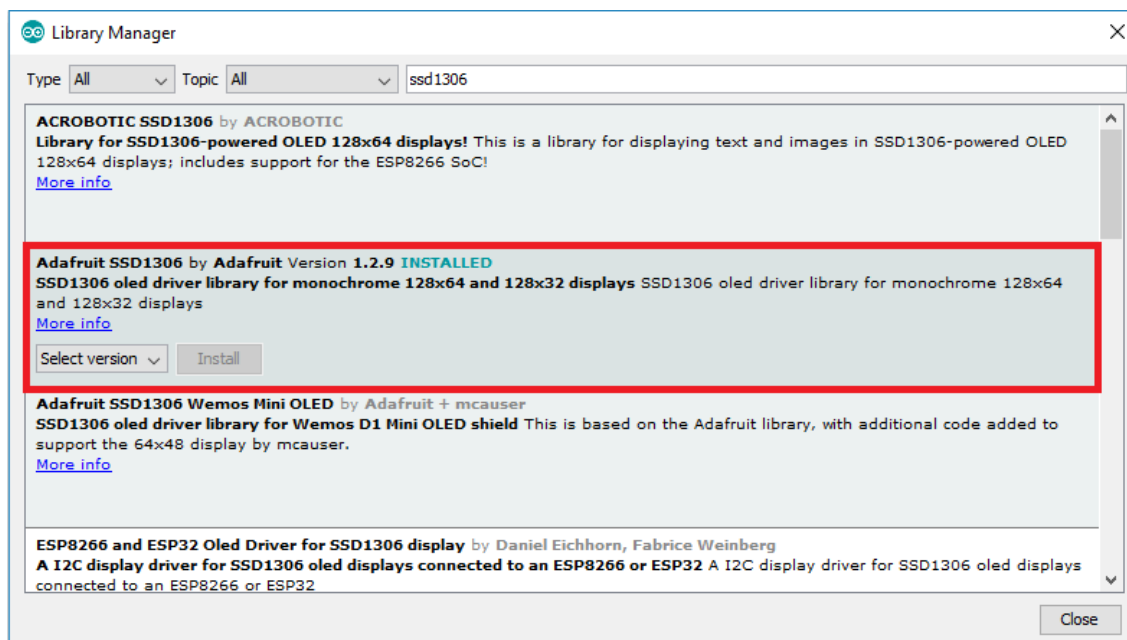 Library Manager
Type All Topic All ssd1306
ACROBOTIC SSD1306 by ACROBOTIC
Library for SSD1306-powered OLED 128x64 displays! This is a library for displaying text and images in SSD1306-powered OLED
128x64 displays; includes support for the ESP8266 SoC!
More info
Adafruit SSD1306 by Adafruit Version 1.2.9 INSTALLED
SSD1306 oled driver library for monochrome 128x64 and 128x32 displays SSD1306 oled driver library for monochrome 128x64
and 128x32 displays
More info
Select version Install
Adafruit SSD1306 Wemos Mini OLED by Adafruit + mcauser
SSD1306 oled driver library for Wemos D1 Mini OLED shield This is based on the Adafruit library, with additional code added to
support the 64x48 display by mcauser.
More info
ESP8266 and ESP32 Oled Driver for SSD1306 display by Daniel Eichhorn, Fabrice Weinberg
A I2C display driver for SSD1306 oled displays connected to an ESP8266 or ESP32 A I2C display driver for SSD1306 oled displays
connected to an ESP8266 or ESP32
Close